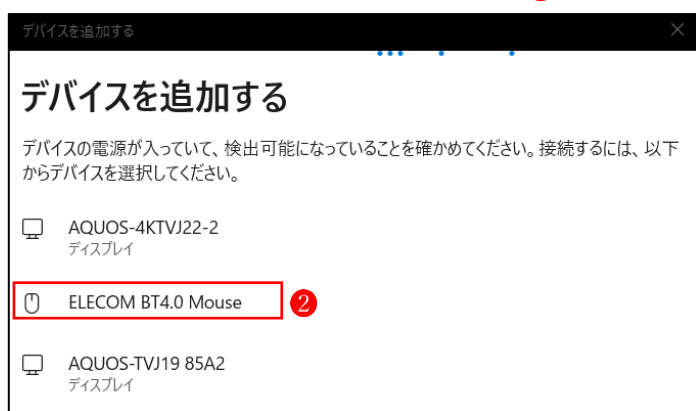 デバイスを追加する
デバイスを追加する
デバイスの電源が入っていて、検出可能になっていることを確かめてください。接続するには、以下
からデバイスを選択してください。
AQUOS-4KTVJ22-2
ディスプレイ
ELECOM BT4.0 Mouse
2
AQUOS-TVJ19 85A2
ディスプレイ